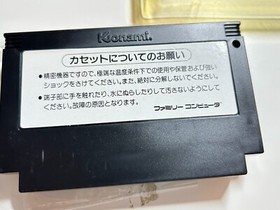 Konami
カセットについてのお願い
●精密機器ですので、極端な温度条件下での使用や保管および強い
ショックをさけてください。また、絶対に分解しないでください。
●端子部に手を触れたり、水にぬらしたりして汚さないようにして
ください。故障の原因となります。
ファミリー コンピュータ